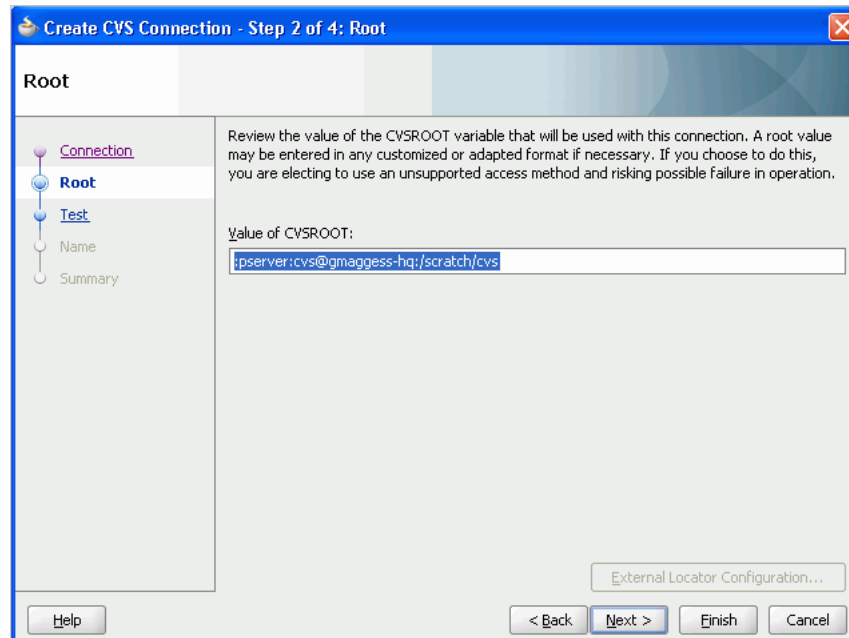 Create CVS Connection - Step 2 of 4: Root
Root
Connection
Root
Test
Name
Summary
Review the value of the CVSROOT variable that will be used with this connection. A root value
may be entered in any customized or adapted format if necessary. If you choose to do this,
you are electing to use an unsupported access method and risking possible failure in operation.
Value of CVSROOT:
:pserver:cvs@gmaggess-hq:/scratch/cvs
External Locator Configuration...
Help
< Back
Next >
Finish
Cancel